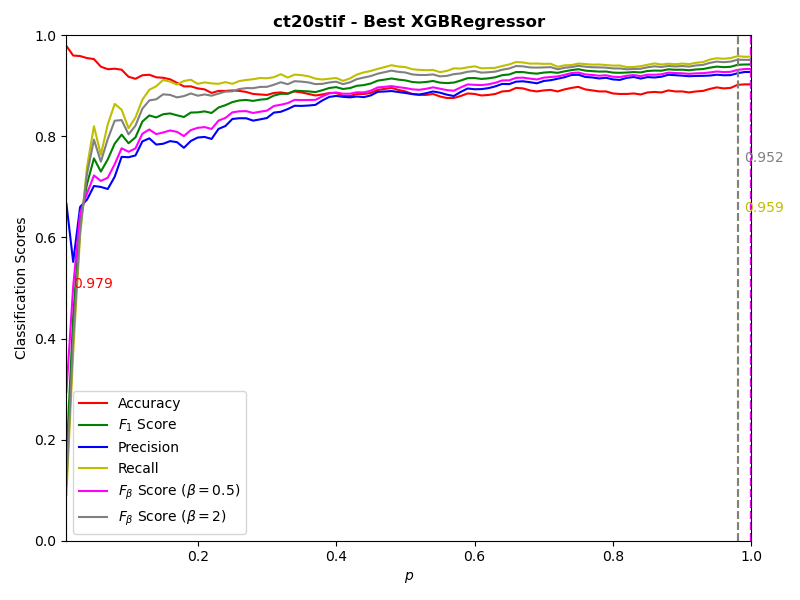 ct20stif - Best XGBRegressor
Classification Scores
1.0
0.8
0.6
0.4
0.2
0.0
0.952
0.959
0.979
Accuracy
F₁ Score
Precision
Recall
Fᵦ Score (β = 0.5)
Fᵦ Score (β = 2)
0.2 0.4 0.6 0.8 1.0
p